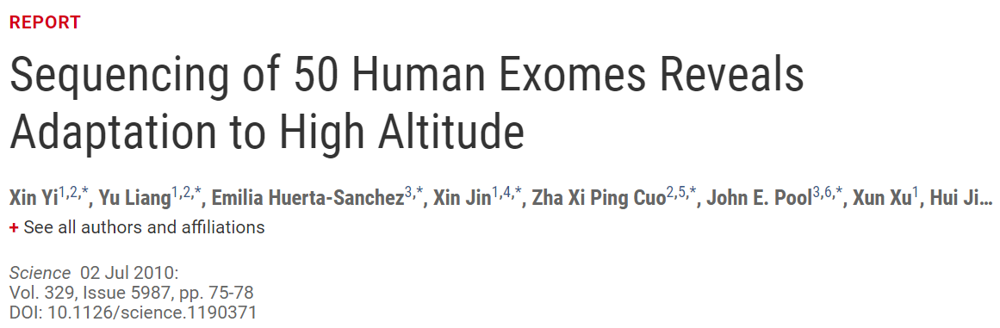 REPORT
Sequencing of 50 Human Exomes Reveals
Adaptation to High Altitude
Xin Yi1,2,*, Yu Liang1,2,*, Emilia Huerta-Sanchez3,*, Xin Jin1,4,*, Zha Xi Ping Cuo2,5,*, John E. Pool3,6,*, Xun Xu1, Hui Ji...
+ See all authors and affiliations
Science 02 Jul 2010:
Vol. 329, Issue 5987, pp. 75-78
DOI: 10.1126/science.1190371